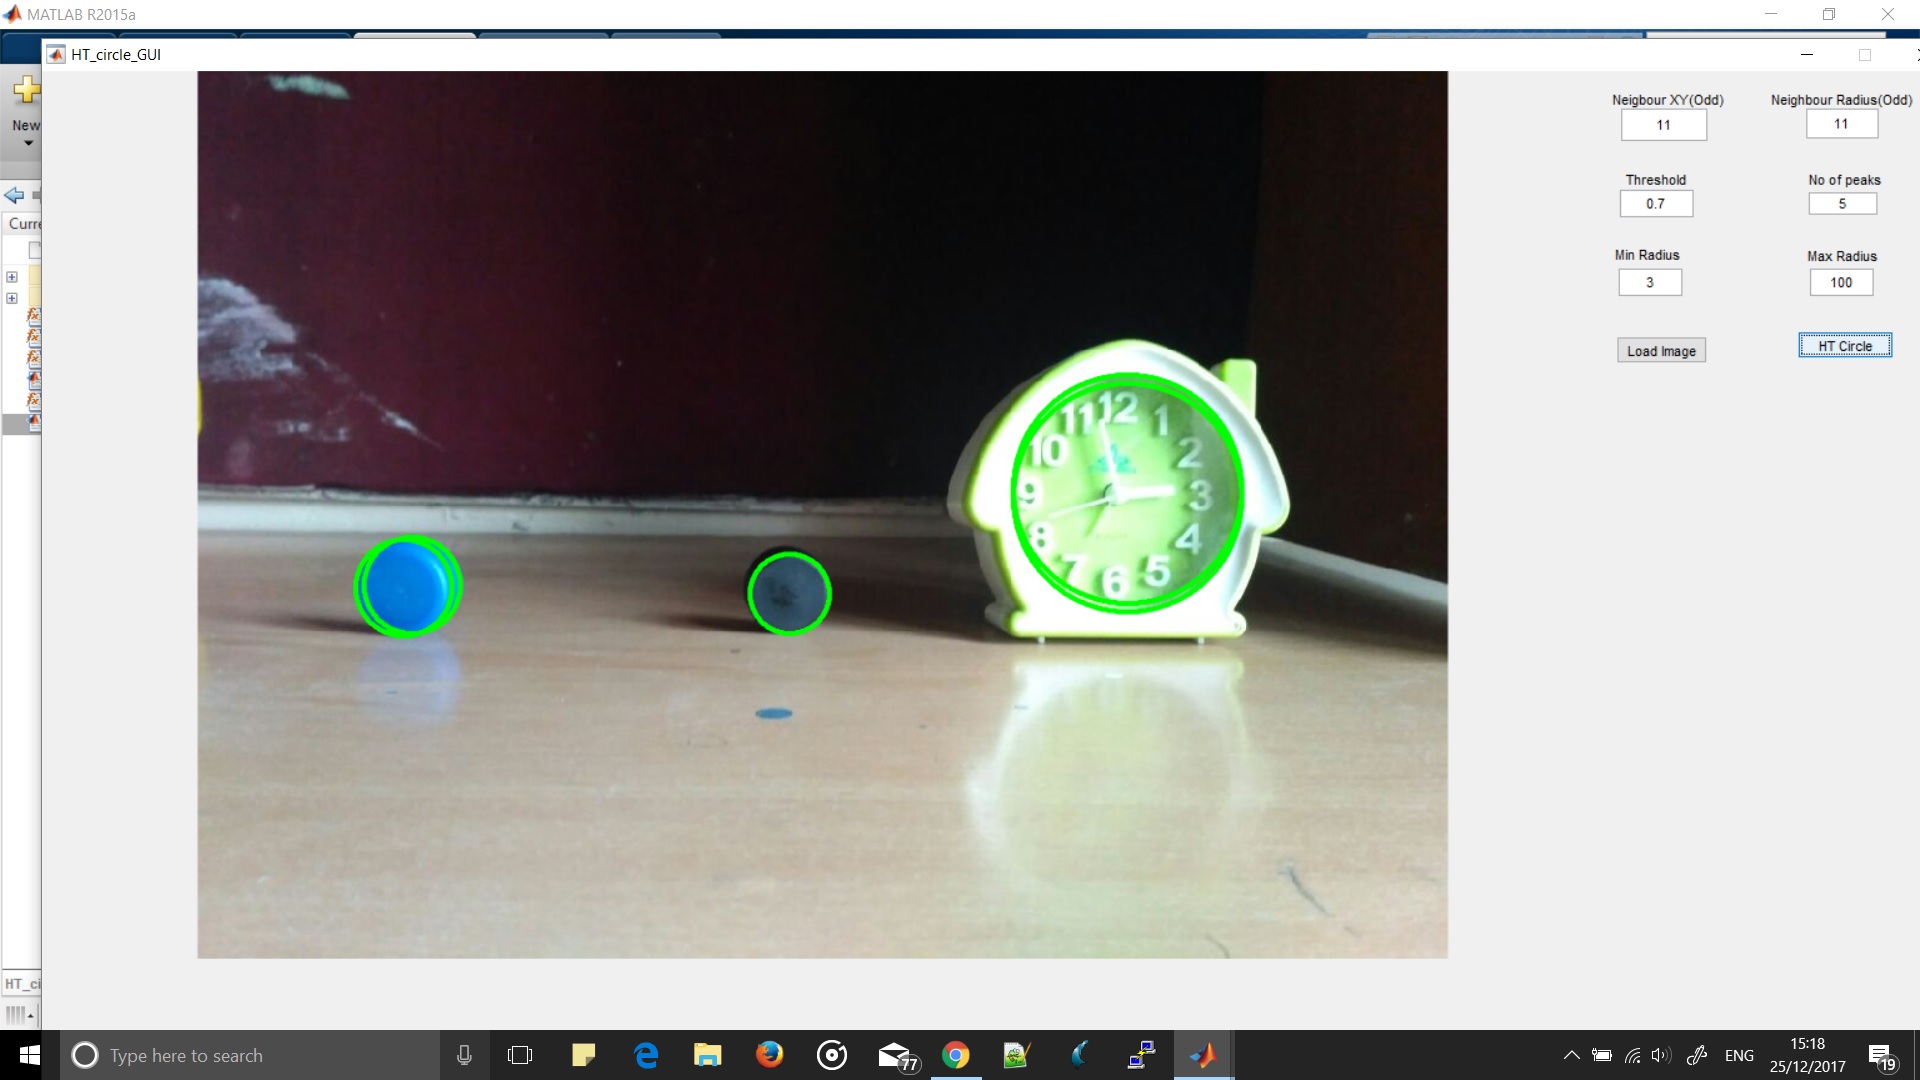 MATLAB R2015a
HT_circle_GUI
New
Curre
Neigbour XY(Odd)
Neighbour Radius(Odd)
11
11
Threshold
No of peaks
0.7
5
Min Radius
Max Radius
3
100
Load Image
HT Circle
11 12 1
10 2
9 3
8 4
7 6 5
HT_ci
Type here to search
77
ENG
15:18
25/12/2017
19